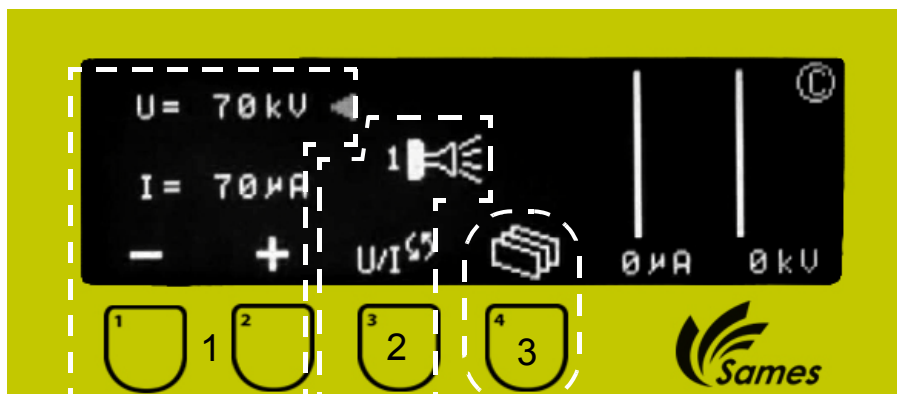 U= 70kV ©
I= 70µA 1
− + U/I 0µA 0kV
1 1 2 3 2 4 3
Sames